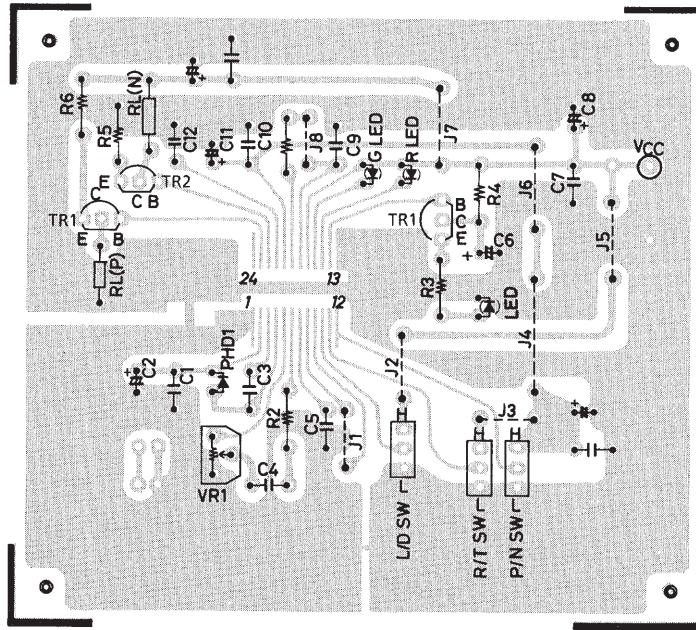 R6
RL(N)
R5
C12
C11
C10
J8
C9
G LED
R LED
J7
C8
VCC
E
C
TR2
C B
TR1
E B
RL(P)
TR1
B
C
E
R4
C6
J6
C7
J5
R3
24 13
1 12
LED
J4
J2
C2
C1
PHD1
C3
R2
C5
J1
J3
VR1
C4
H
H
H
L/D SW
L
R/T SW
L
P/N SW
L
+
+
+
+
+
+